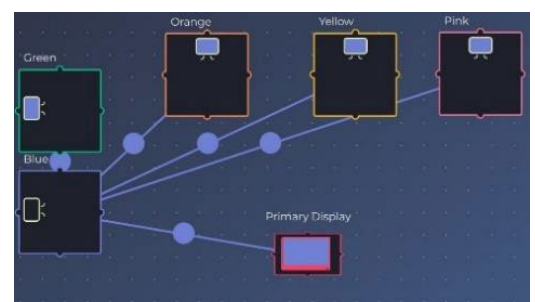 Orange
Yellow
Pink
Green
Blue
Primary Display